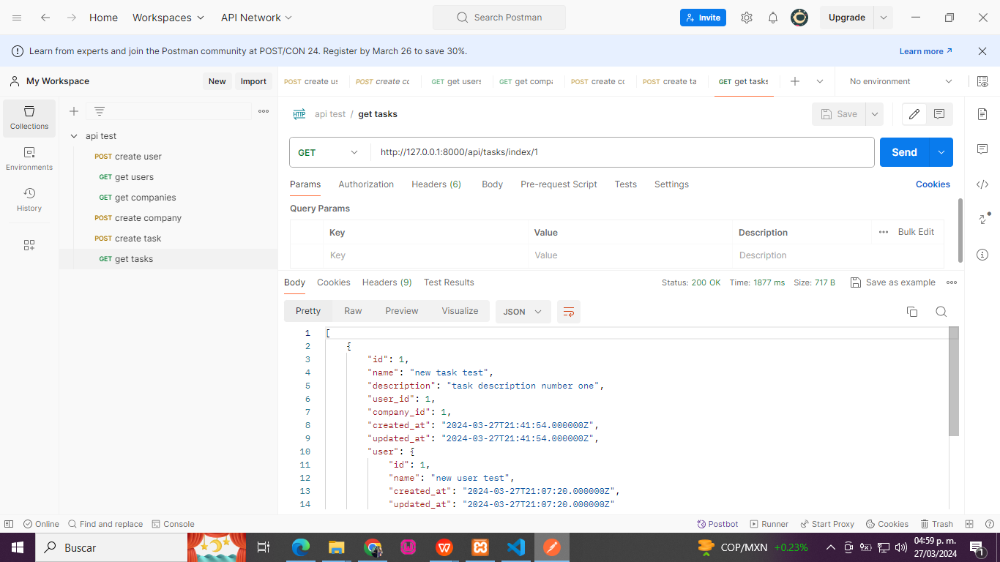 Home Workspaces API Network Search Postman Invite Upgrade
Learn from experts and join the Postman community at POST/CON 24. Register by March 26 to save 30%. Learn more
My Workspace New Import
POST create us POST create co GET get users GET get compa POST create co POST create ta GET get tasks No environment
Collections
Environments
History
api test
POST create user
GET get users
GET get companies
POST create company
POST create task
GET get tasks
HTTP api test / get tasks Save
GET http://127.0.0.1:8000/api/tasks/index/1 Send
Params Authorization Headers (6) Body Pre-request Script Tests Settings Cookies
Query Params
Key Value Description Bulk Edit
Key Value Description
Body Cookies Headers (9) Test Results Status: 200 OK Time: 1877 ms Size: 717 B Save as example
Pretty Raw Preview Visualize JSON
1 [
2 {
3 "id": 1,
4 "name": "new task test",
5 "description": "task description number one",
6 "user_id": 1,
7 "company_id": 1,
8 "created_at": "2024-03-27T21:41:54.000000Z",
9 "updated_at": "2024-03-27T21:41:54.000000Z",
10 "user": {
11 "id": 1,
12 "name": "new user test",
13 "created_at": "2024-03-27T21:07:20.000000Z",
14 "updated_at": "2024-03-27T21:07:20.000000Z"
Online Find and replace Console Postbot Runner Start Proxy Cookies Trash
Buscar COP/MXN +0.23% 04:59 p. m.
27/03/2024 1